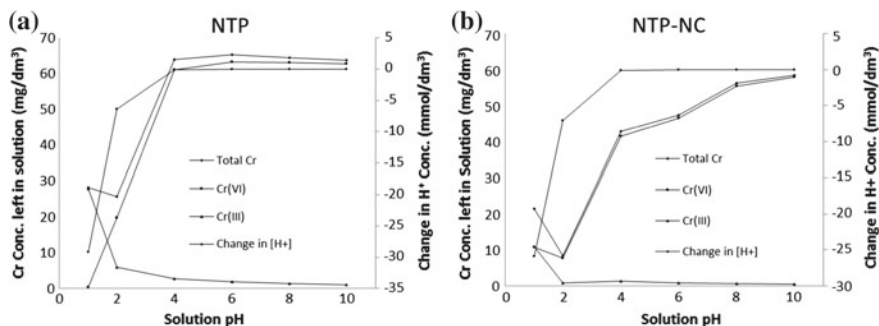 (a)
NTP
Cr Conc. left in solution (mg/dm³)
70
60
50
40
30
20
10
0
0
2
4
6
8
10
Solution pH
5
0
-5
-10
-15
-20
-25
-30
-35
Change in H⁺ Conc. (mmol/dm³)
Total Cr
Cr(VI)
Cr(III)
Change in [H+]
(b)
NTP-NC
Cr Conc. left in Solution (mg/dm³)
70
60
50
40
30
20
10
0
0
2
4
6
8
10
Solution pH
5
0
-5
-10
-15
-20
-25
-30
Change in H+ Conc. (mmol/dm³)
Total Cr
Cr(VI)
Cr(III)
Change in [H+]